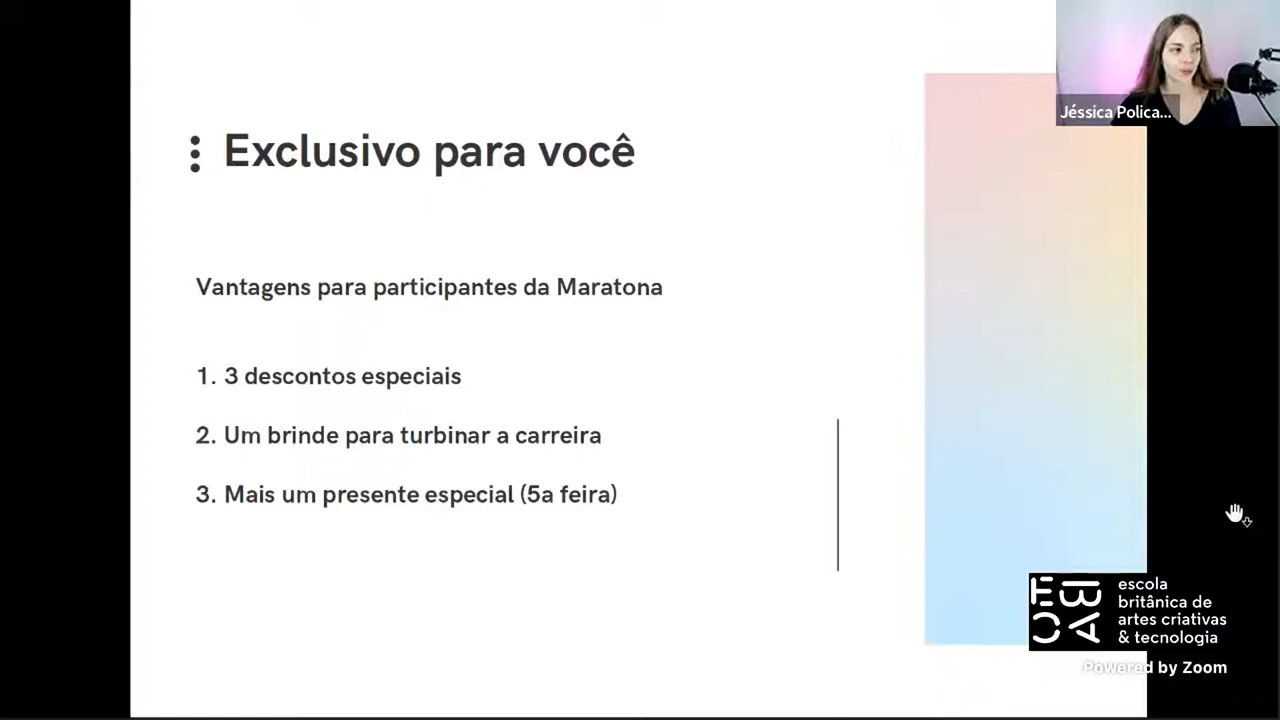 Jéssica Polica...
Exclusivo para você
Vantagens para participantes da Maratona
1. 3 descontos especiais
2. Um brinde para turbinar a carreira
3. Mais um presente especial (5a feira)
EBAC
escola
britânica de
artes criativas
& tecnologia
Powered by Zoom